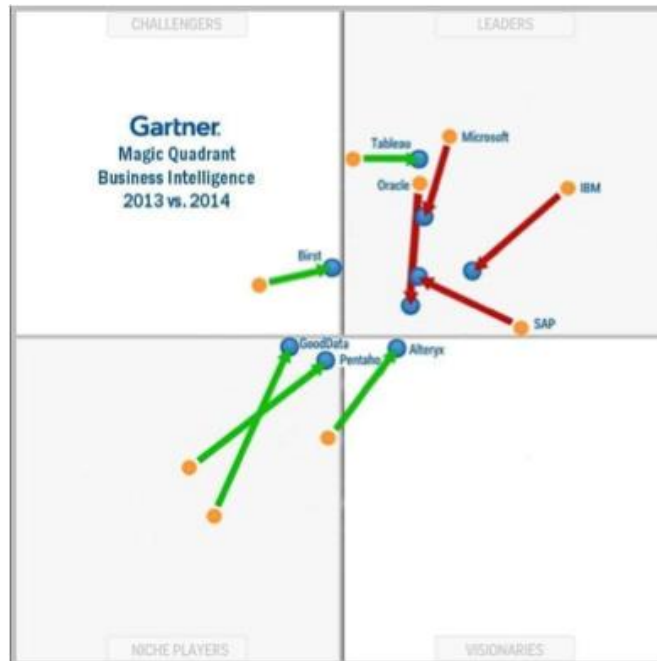 CHALLENGERS
LEADERS
Gartner.
Magic Quadrant
Business Intelligence
2013 vs. 2014
Tableau
Microsoft
Oracle
IBM
Birst
SAP
GoodData
Pentaho
Alteryx
NICHE PLAYERS
VISIONARIES